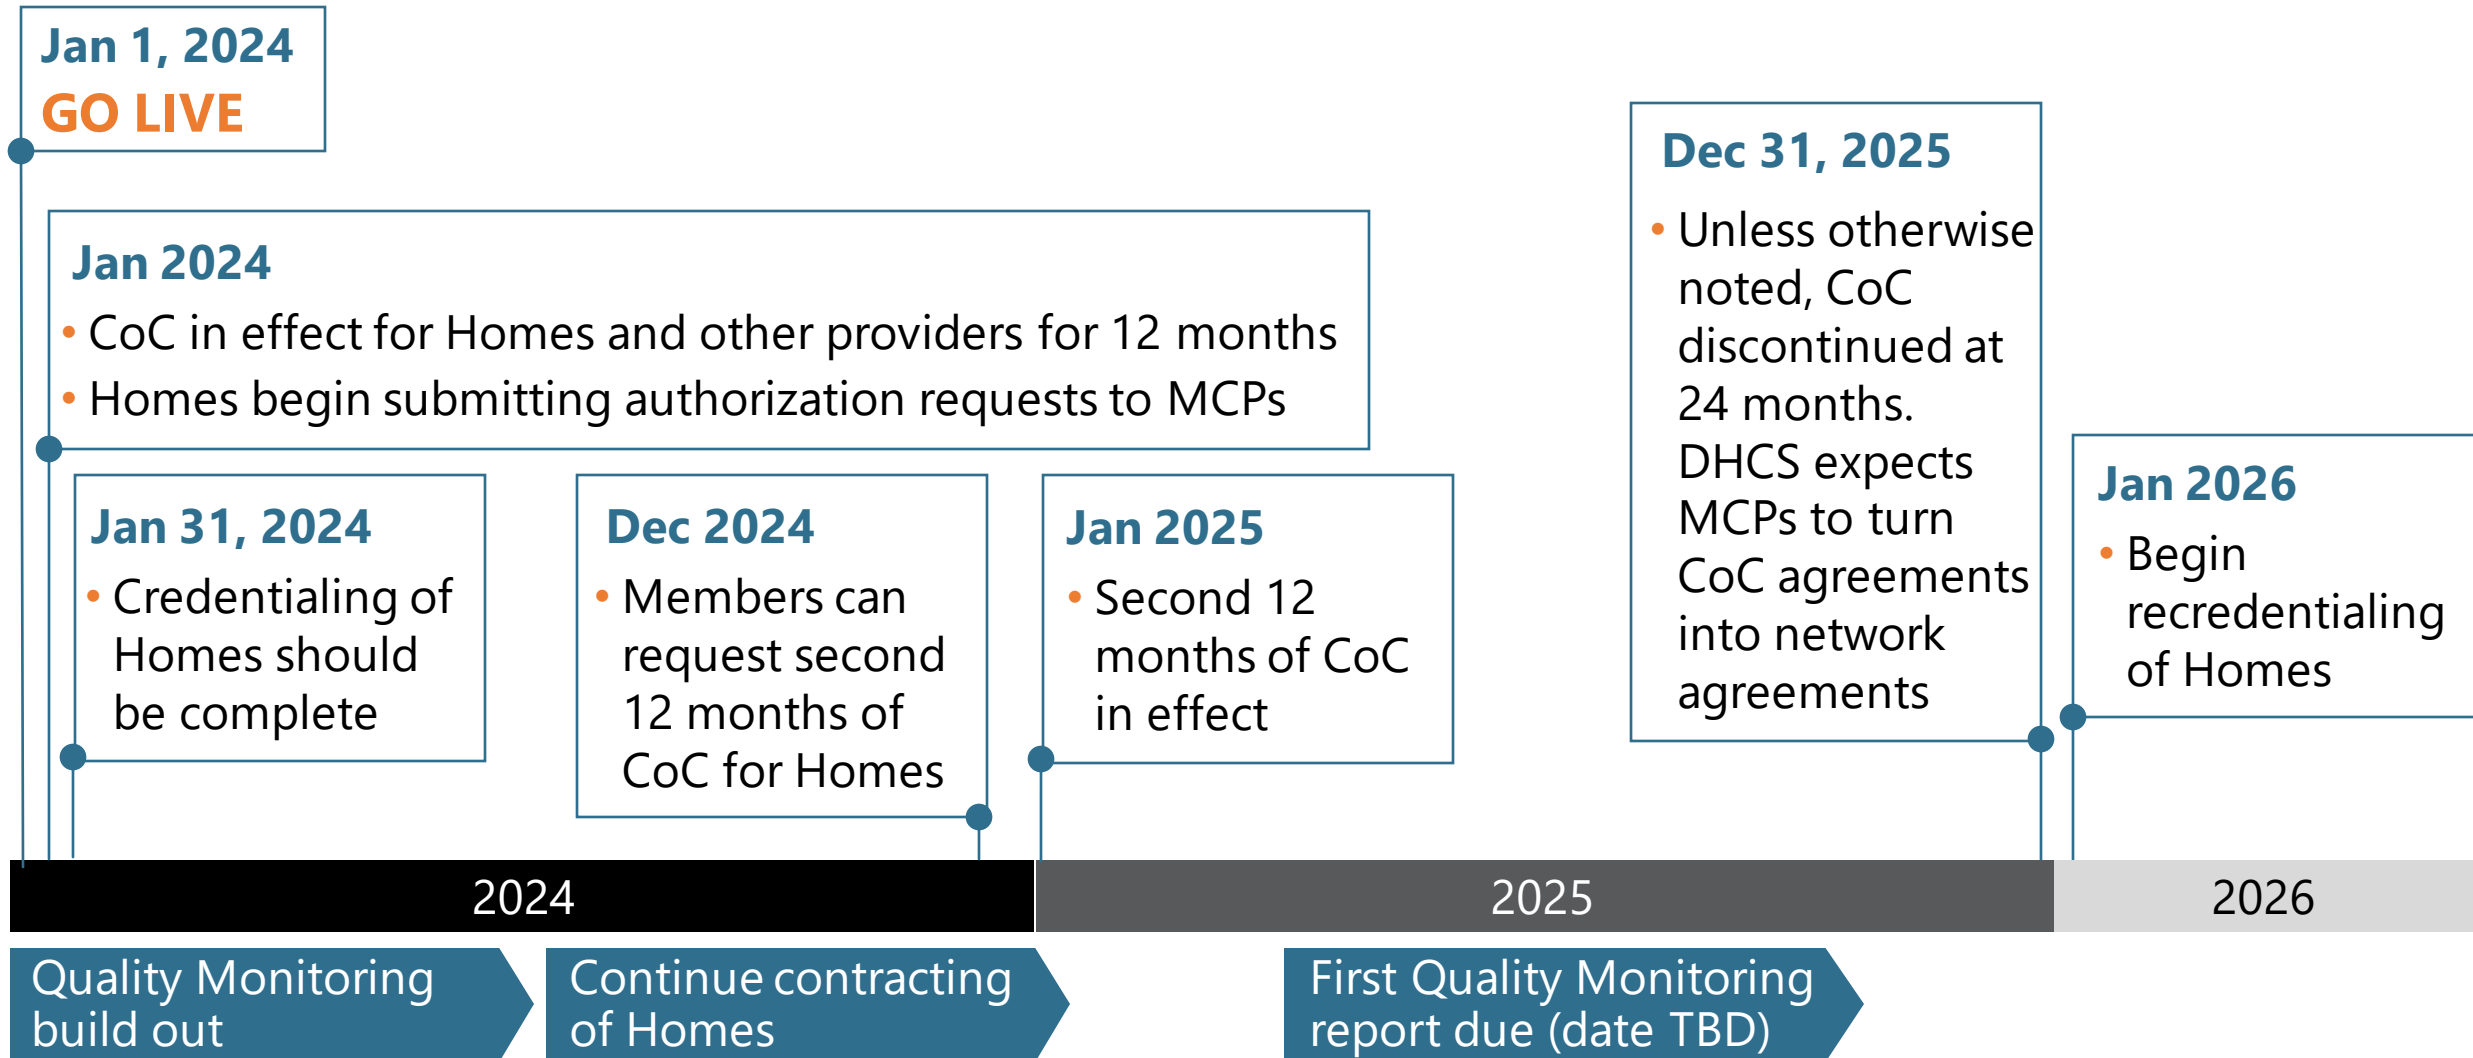 Jan 1, 2024
GO LIVE
Jan 2024
• CoC in effect for Homes and other providers for 12 months
• Homes begin submitting authorization requests to MCPs
Jan 31, 2024
• Credentialing of
Homes should
be complete
Dec 2024
• Members can
request second
12 months of
CoC for Homes
Jan 2025
• Second 12
months of CoC
in effect
Dec 31, 2025
• Unless otherwise
noted, CoC
discontinued at
24 months.
DHCS expects
MCPs to turn
CoC agreements
into network
agreements
Jan 2026
• Begin
recredentialing
of Homes
2024
2025
2026
Quality Monitoring
build out
Continue contracting
of Homes
First Quality Monitoring
report due (date TBD)